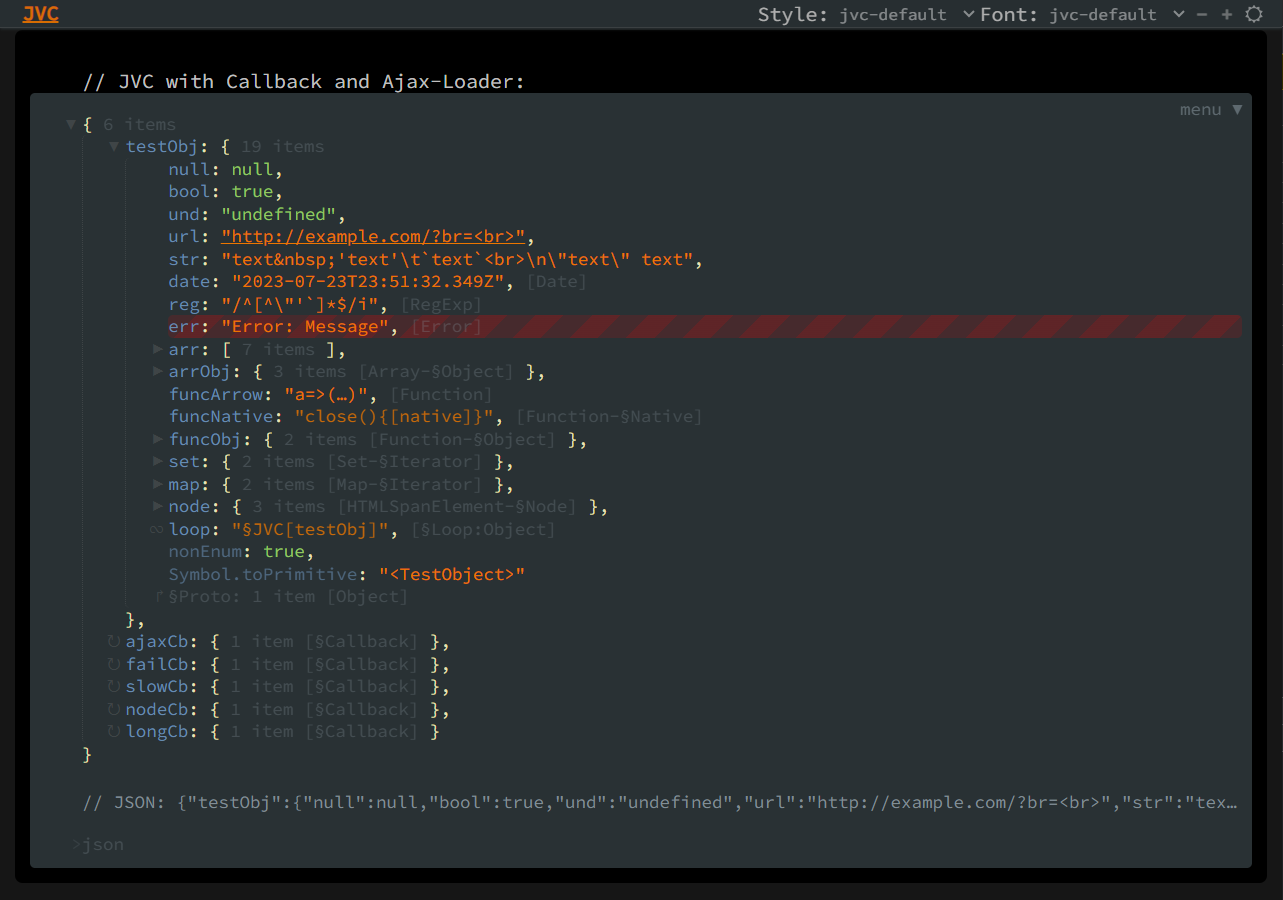 JVC Style: jvc-default Font: jvc-default − +
// JVC with Callback and Ajax-Loader:
menu ▼
▼ { 6 items
▼ testObj: { 19 items
null: null,
bool: true,
und: "undefined",
url: "http://example.com/?br=<br>",
str: "text&nbsp;'text'\t`text`<br>\n\"text\" text",
date: "2023-07-23T23:51:32.349Z", [Date]
reg: "/^[^\"'`]*$/i", [RegExp]
err: "Error: Message", [Error]
▶ arr: [ 7 items ],
▶ arrObj: { 3 items [Array-§Object] },
funcArrow: "a=>(…)", [Function]
funcNative: "close(){[native]}", [Function-§Native]
▶ funcObj: { 2 items [Function-§Object] },
▶ set: { 2 items [Set-§Iterator] },
▶ map: { 2 items [Map-§Iterator] },
▶ node: { 3 items [HTMLSpanElement-§Node] },
∞ loop: "§JVC[testObj]", [§Loop:Object]
nonEnum: true,
Symbol.toPrimitive: "<TestObject>"
┌ §Proto: 1 item [Object]
},
↻ ajaxCb: { 1 item [§Callback] },
↻ failCb: { 1 item [§Callback] },
↻ slowCb: { 1 item [§Callback] },
↻ nodeCb: { 1 item [§Callback] },
↻ longCb: { 1 item [§Callback] }
}
// JSON: {"testObj":{"null":null,"bool":true,"und":"undefined","url":"http://example.com/?br=<br>","str":"tex…
>json